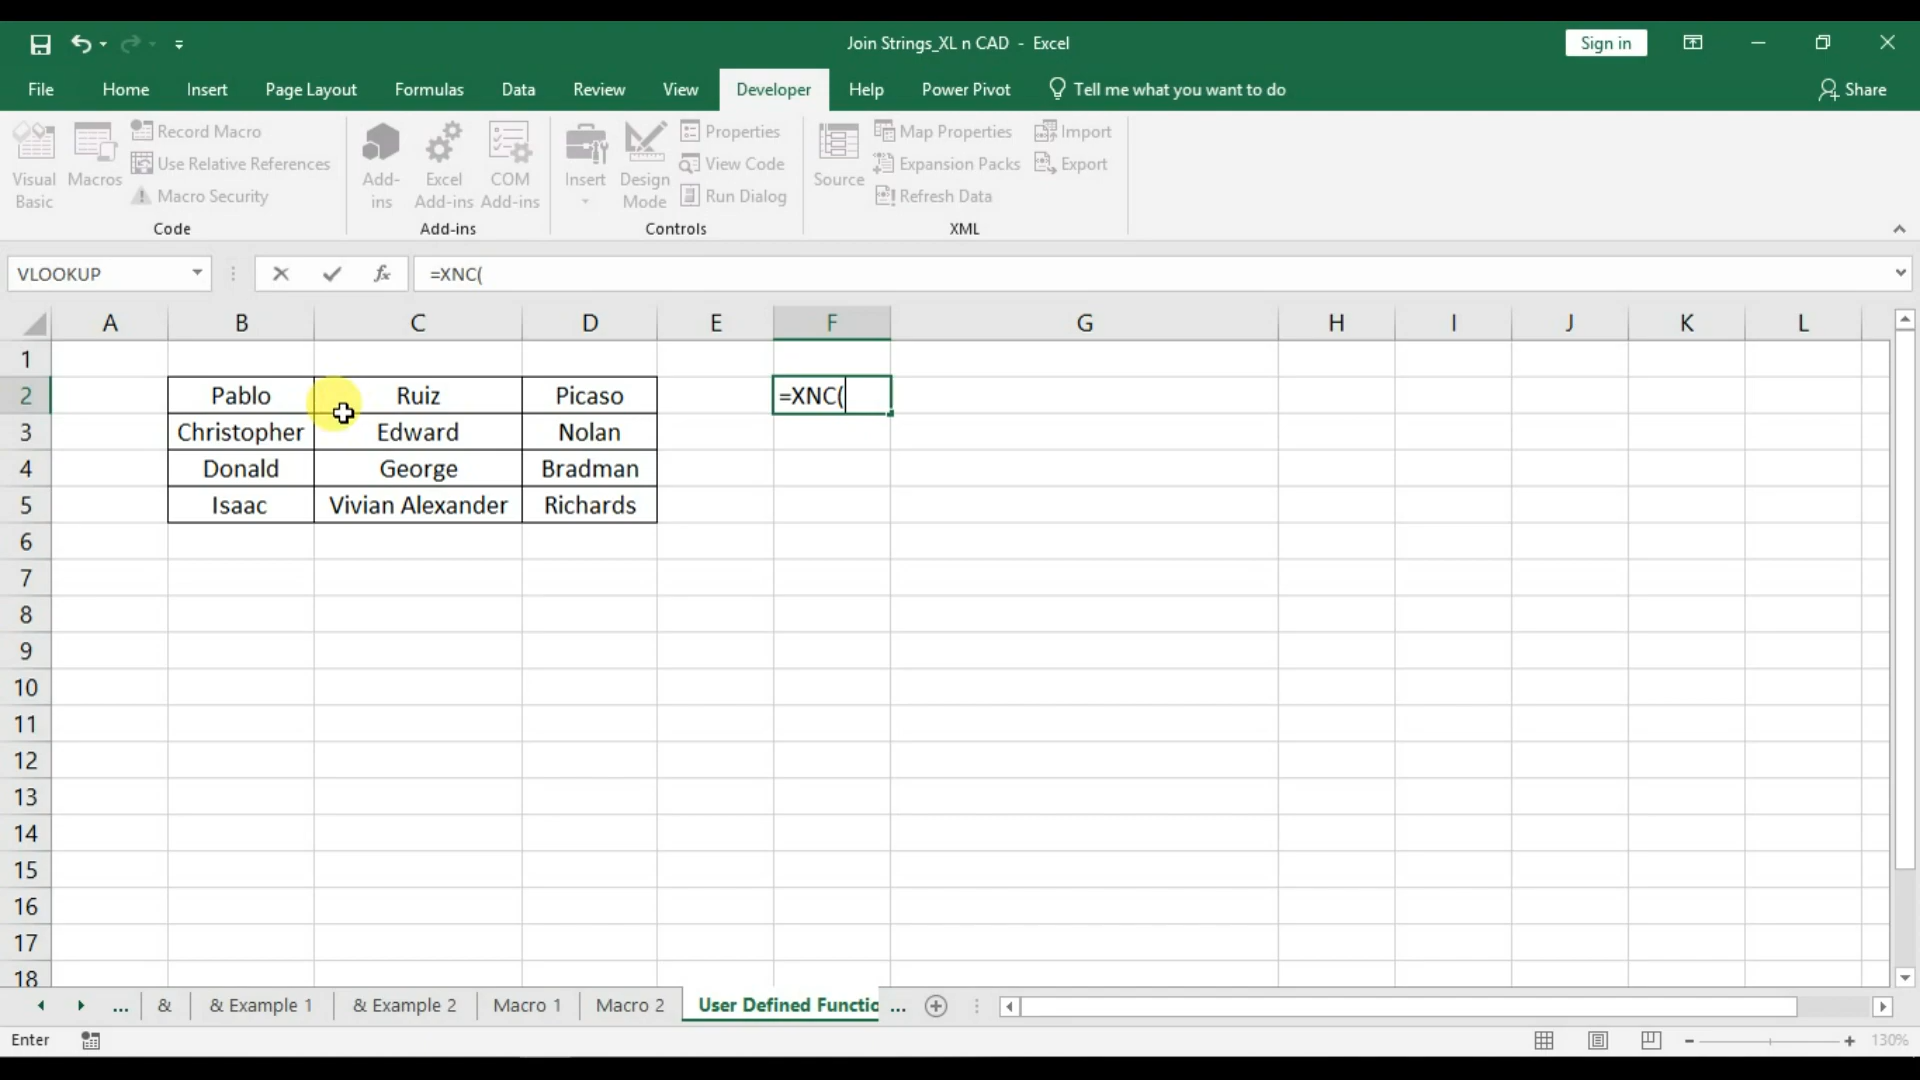 Join Strings_XL n CAD - Excel
Sign in
File Home Insert Page Layout Formulas Data Review View Developer Help Power Pivot Tell me what you want to do Share
Visual Basic
Macros
Record Macro
Use Relative References
Macro Security
Code
Add-ins
Excel Add-ins
COM Add-ins
Add-ins
Insert
Design Mode
Properties
View Code
Run Dialog
Controls
Source
Map Properties
Expansion Packs
Refresh Data
Import
Export
XML
VLOOKUP fx =XNC(
A B C D E F G H I J K L
1
2 Pablo Ruiz Picaso =XNC(
3 Christopher Edward Nolan
4 Donald George Bradman
5 Isaac Vivian Alexander Richards
6
7
8
9
10
11
12
13
14
15
16
17
18
... & & Example 1 & Example 2 Macro 1 Macro 2 User Defined Functio ...
Enter 130%